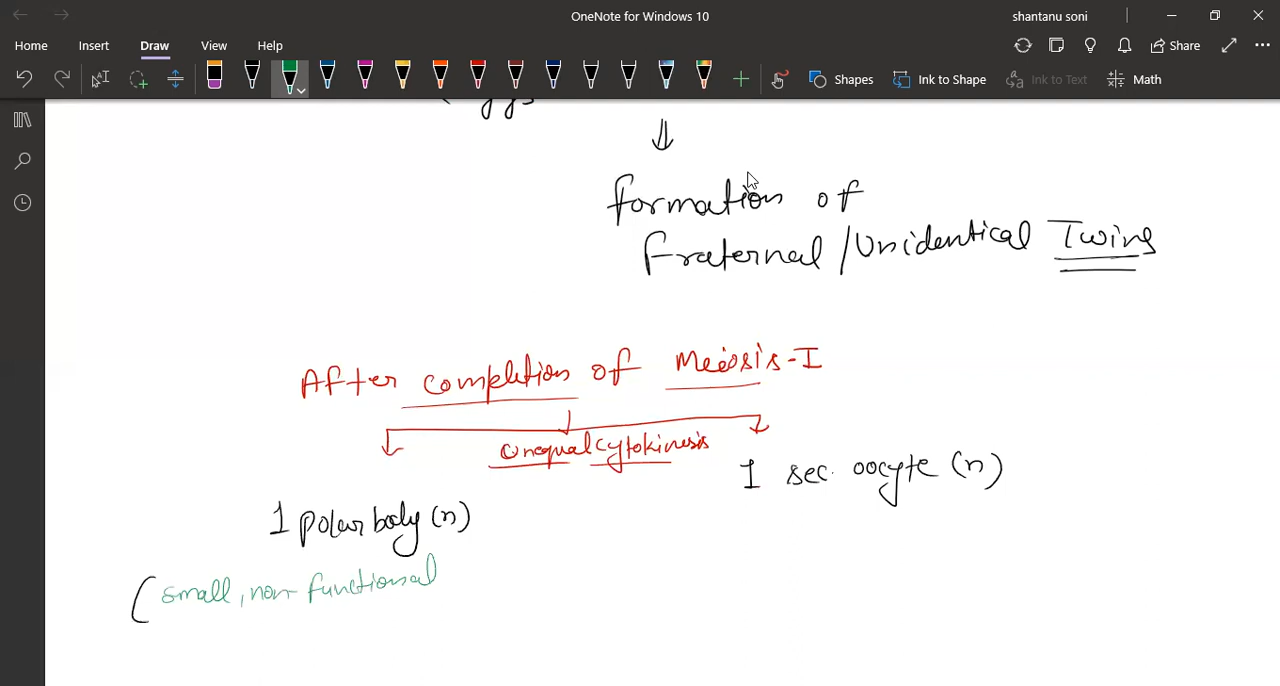 OneNote for Windows 10
shantanu soni
Home Insert Draw View Help
Share
Shapes Ink to Shape Ink to Text Math
formation of
Fraternal/Unidentical Twins
After completion of Meiosis-I
Unequal cytokinesis
1 sec. oocyte (n)
1 polar body (n)
(small, non functional